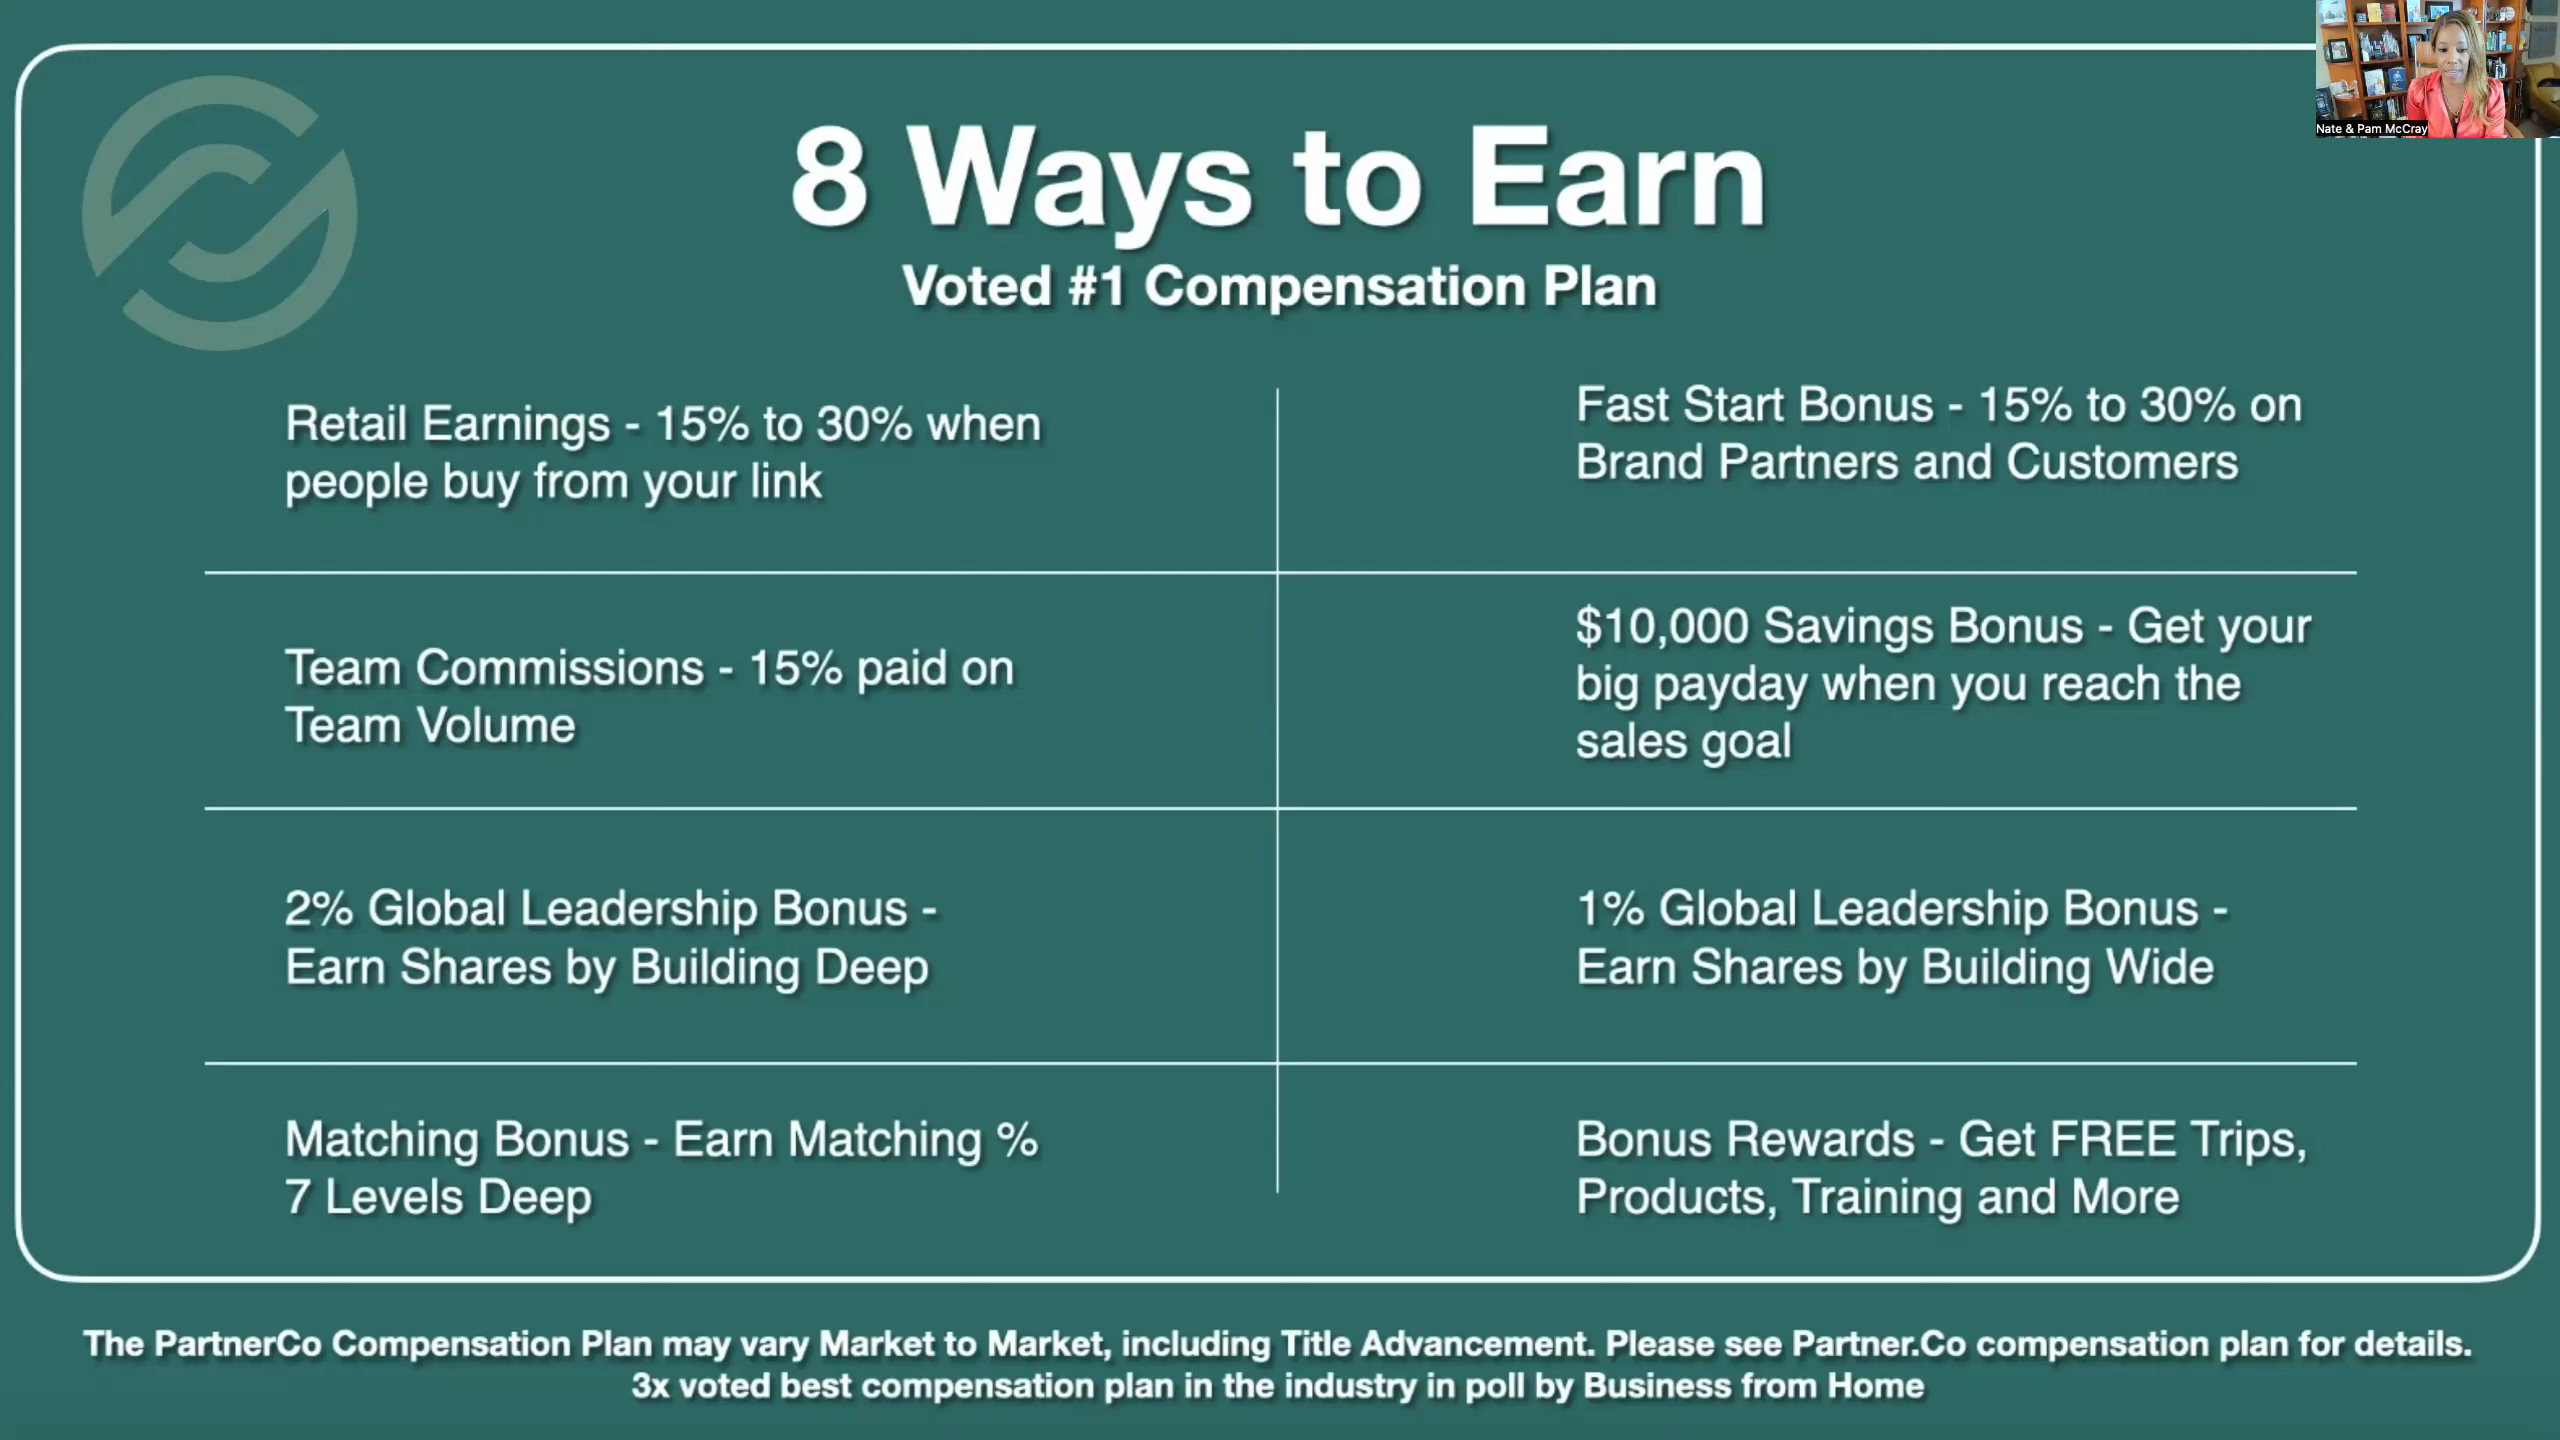 8 Ways to Earn
Voted #1 Compensation Plan
Nate & Pam McCray
Retail Earnings - 15% to 30% when
people buy from your link
Fast Start Bonus - 15% to 30% on
Brand Partners and Customers
Team Commissions - 15% paid on
Team Volume
$10,000 Savings Bonus - Get your
big payday when you reach the
sales goal
2% Global Leadership Bonus -
Earn Shares by Building Deep
1% Global Leadership Bonus -
Earn Shares by Building Wide
Matching Bonus - Earn Matching %
7 Levels Deep
Bonus Rewards - Get FREE Trips,
Products, Training and More
The PartnerCo Compensation Plan may vary Market to Market, including Title Advancement. Please see Partner.Co compensation plan for details.
3x voted best compensation plan in the industry in poll by Business from Home